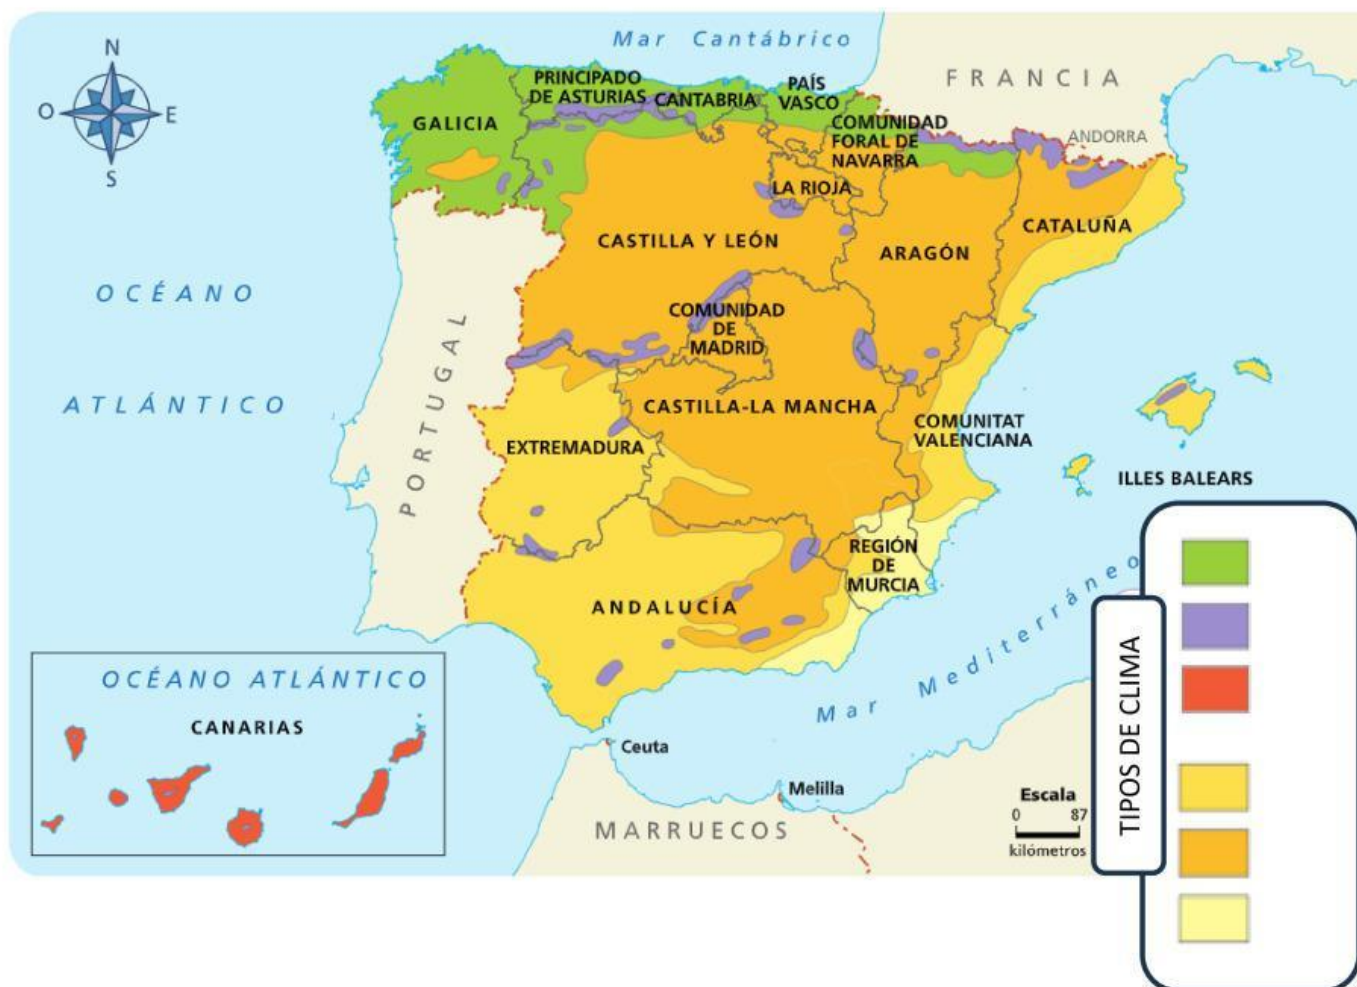 Mar Cantábrico
N
O
E
S
FRANCIA
ANDORRA
PRINCIPADO
DE ASTURIAS
CANTABRIA
PAÍS
VASCO
GALICIA
COMUNIDAD
FORAL DE
NAVARRA
LA RIOJA
CASTILLA Y LEÓN
ARAGÓN
CATALUÑA
OCÉANO
ATLÁNTICO
PORTUGAL
COMUNIDAD
DE
MADRID
CASTILLA-LA MANCHA
EXTREMADURA
COMUNITAT
VALENCIANA
ILLES BALEARS
REGIÓN
DE
MURCIA
ANDALUCÍA
Mar Mediterráneo
OCÉANO ATLÁNTICO
CANARIAS
Ceuta
Melilla
MARRUECOS
Escala
0 87
kilómetros
TIPOS DE CLIMA